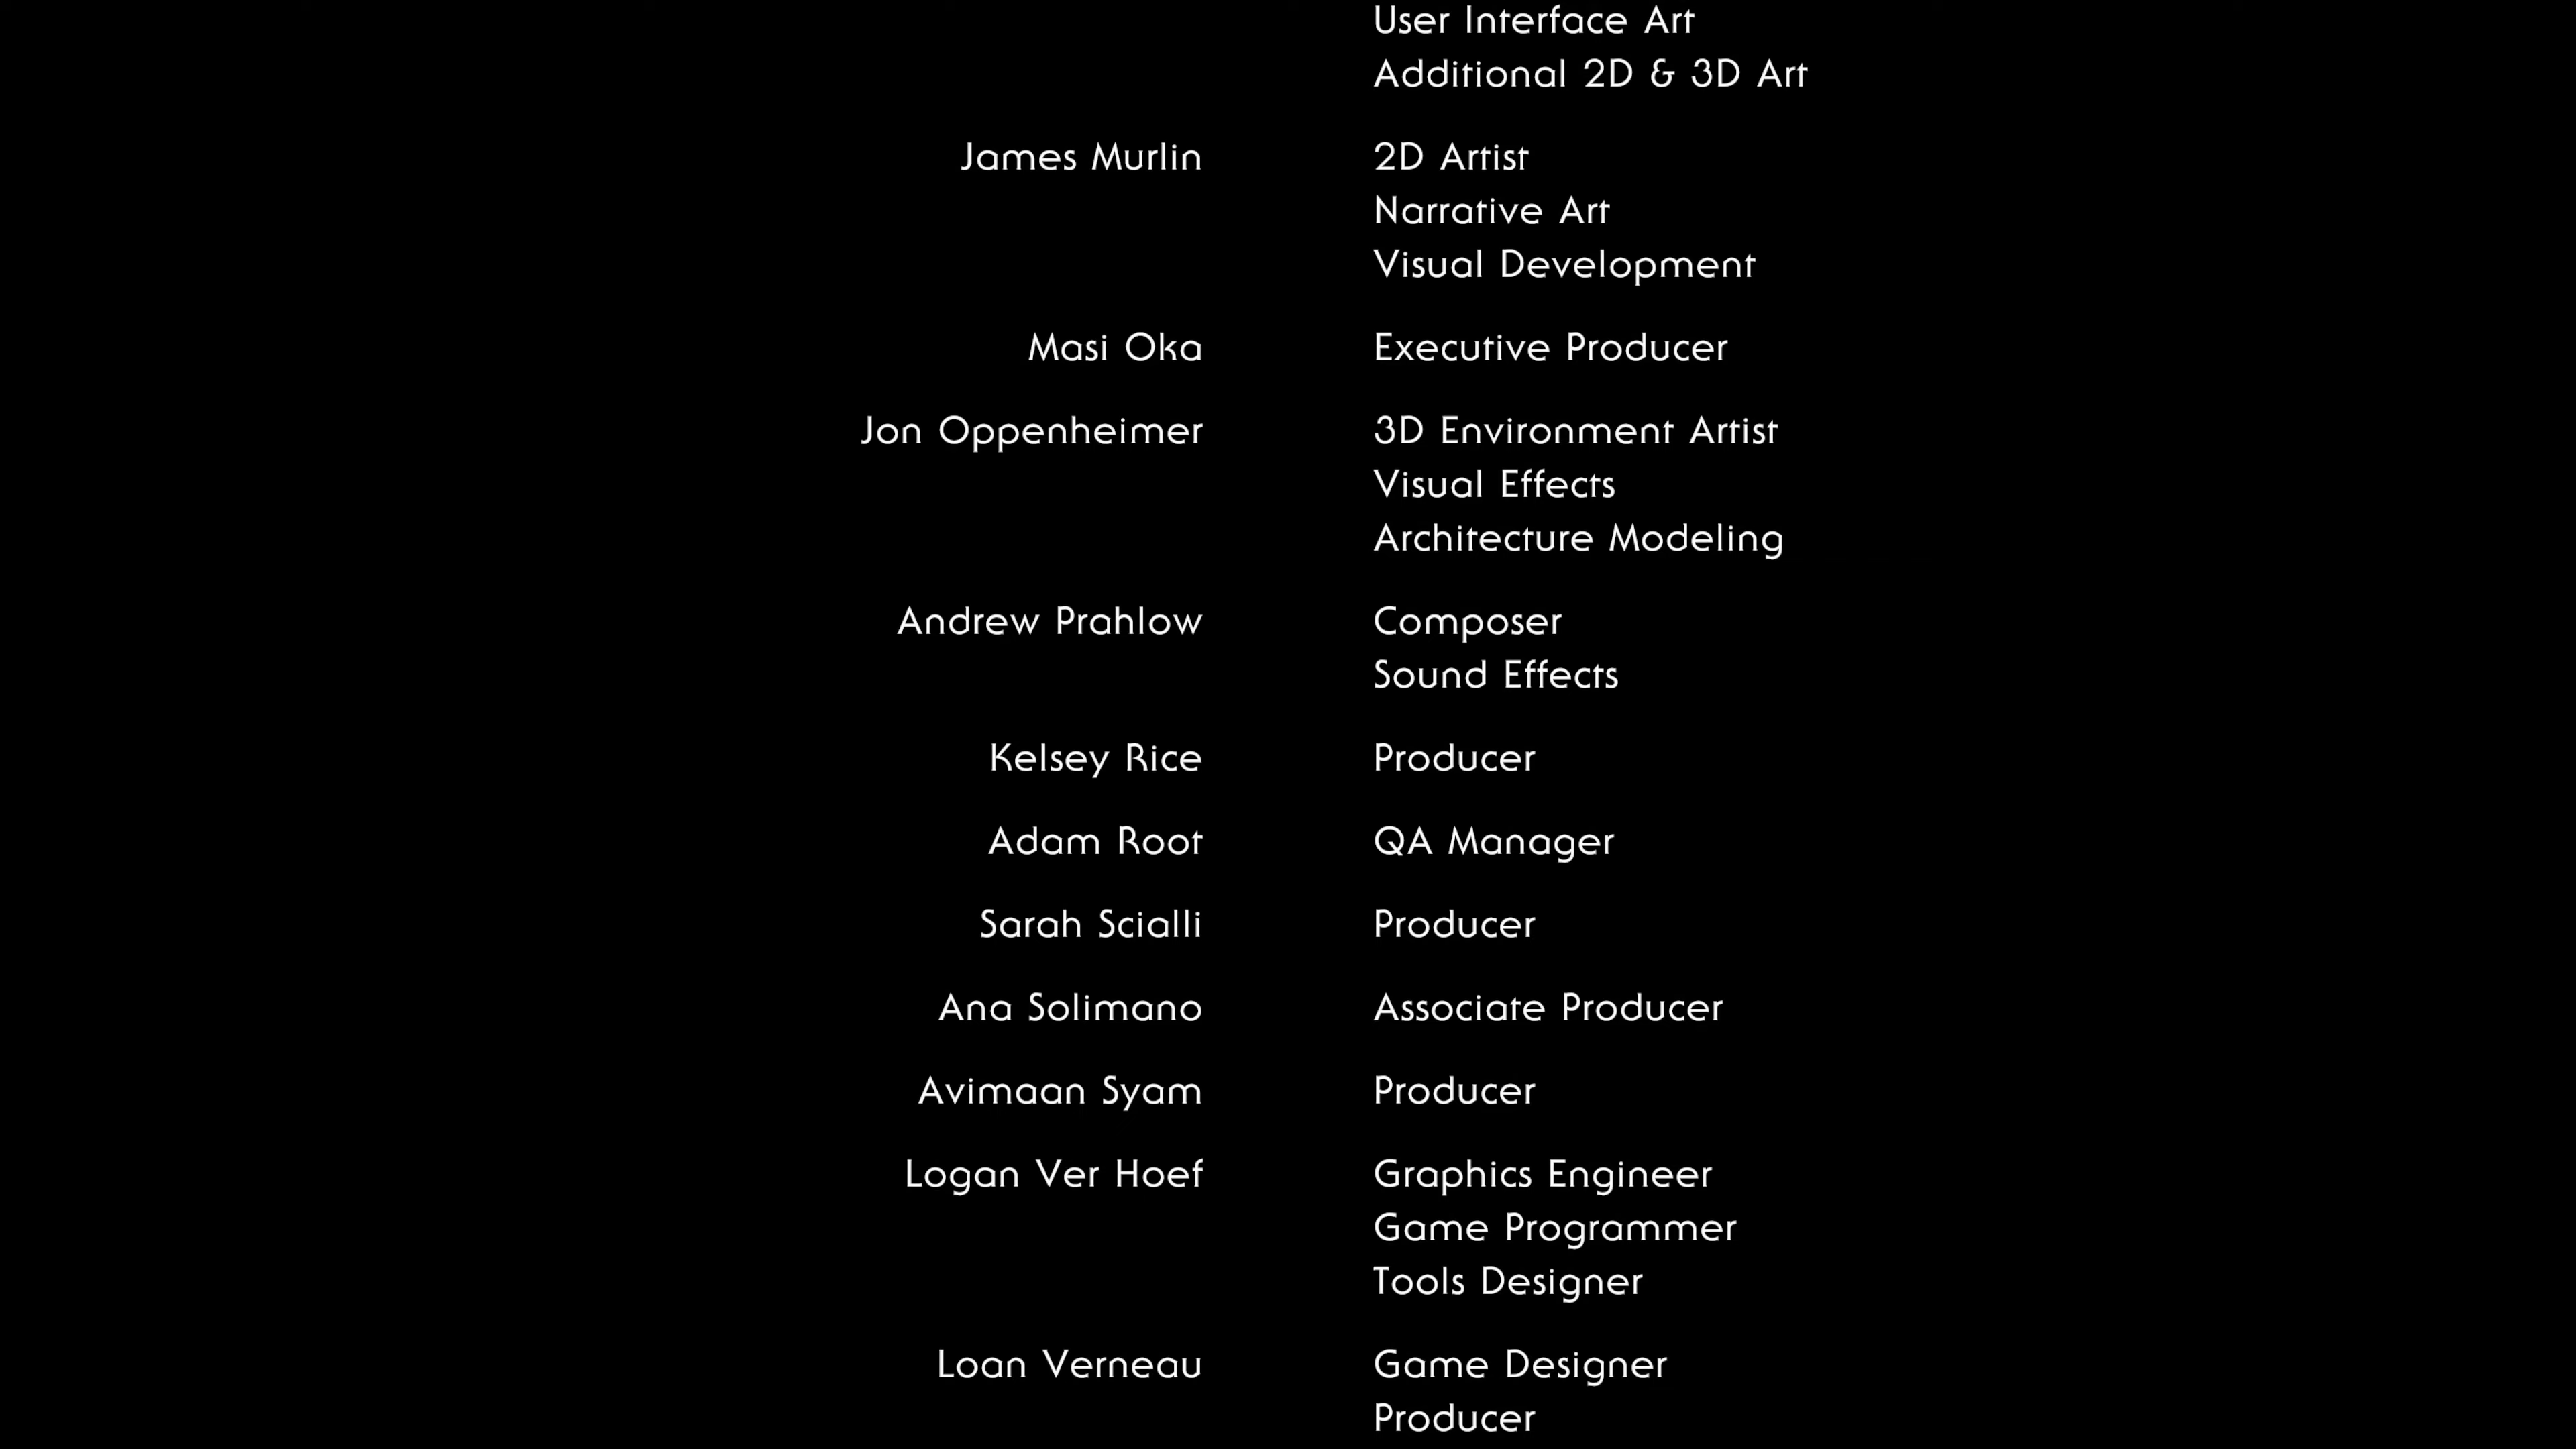 User Interface Art
Additional 2D & 3D Art
James Murlin 2D Artist
Narrative Art
Visual Development
Masi Oka Executive Producer
Jon Oppenheimer 3D Environment Artist
Visual Effects
Architecture Modeling
Andrew Prahlow Composer
Sound Effects
Kelsey Rice Producer
Adam Root QA Manager
Sarah Scialli Producer
Ana Solimano Associate Producer
Avimaan Syam Producer
Logan Ver Hoef Graphics Engineer
Game Programmer
Tools Designer
Loan Verneau Game Designer
Producer